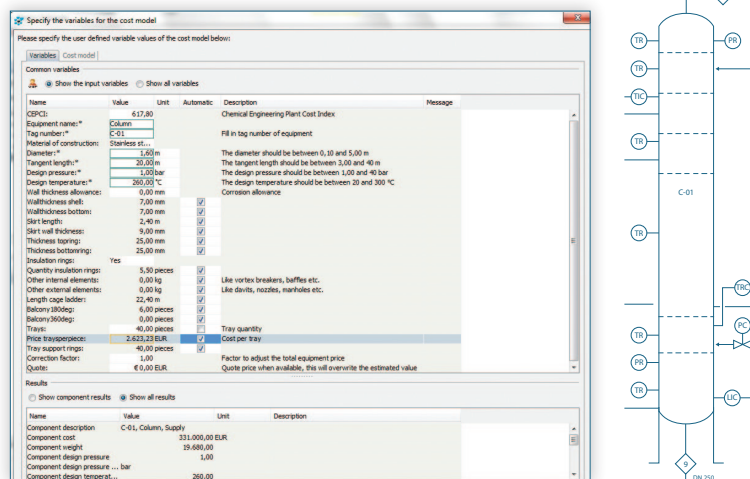 Specify the variables for the cost model
Please specify the user defined variable values of the cost model below:
Variables Cost model
Common variables
Show the input variables Show all variables
Name Value Unit Automatic Description Message
CEPCI: 617,80 Chemical Engineering Plant Cost Index
Equipment name:* Column
Tag number:* C-01 Fill in tag number of equipment
Material of construction: Stainless st...
Diameter:* 1,60 m The diameter should be between 0,10 and 5,00 m
Tangent length:* 20,00 m The tangent length should be between 3,00 and 40 m
Design pressure:* 1,00 bar The design pressure should be between 1,00 and 40 bar
Design temperature:* 260,00 °C The design temperature should be between 20 and 300 °C
Wall thickness allowance: 0,00 mm Corrosion allowance
Wallthickness shell: 7,00 mm
Wallthickness bottom: 7,00 mm
Skirt length: 2,40 m
Skirt wall thickness: 9,00 mm
Thickness topring: 25,00 mm
Thickness bottomring: 25,00 mm
Insulation rings: Yes
Quantity insulation rings: 5,50 pieces
Other internal elements: 0,00 kg Like vortex breakers, baffles etc.
Other external elements: 0,00 kg Like davits, nozzles, manholes etc.
Length cage ladder: 22,40 m
Balcony180deg: 6,00 pieces
Balcony360deg: 0,00 pieces
Trays: 40,00 pieces Tray quantity
Price traysperpiece: 2.623,23 EUR Cost per tray
Tray support rings: 40,00 pieces
Correction factor: 1,00 Factor to adjust the total equipment price
Quote: € 0,00 EUR Quote price when available, this will overwrite the estimated value
Results
Show component results Show all results
Name Value Unit Description
Component description C-01, Column, Supply
Component cost 331.000,00 EUR
Component weight 19.680,00
Component design pressure 1,00
Component design pressure ... bar
Component design temperat... 260,00
TR
PR
TR
TIC
TR
C-01
TR
TRC
PC
TR
PR
TR
LIC
9
DN 250